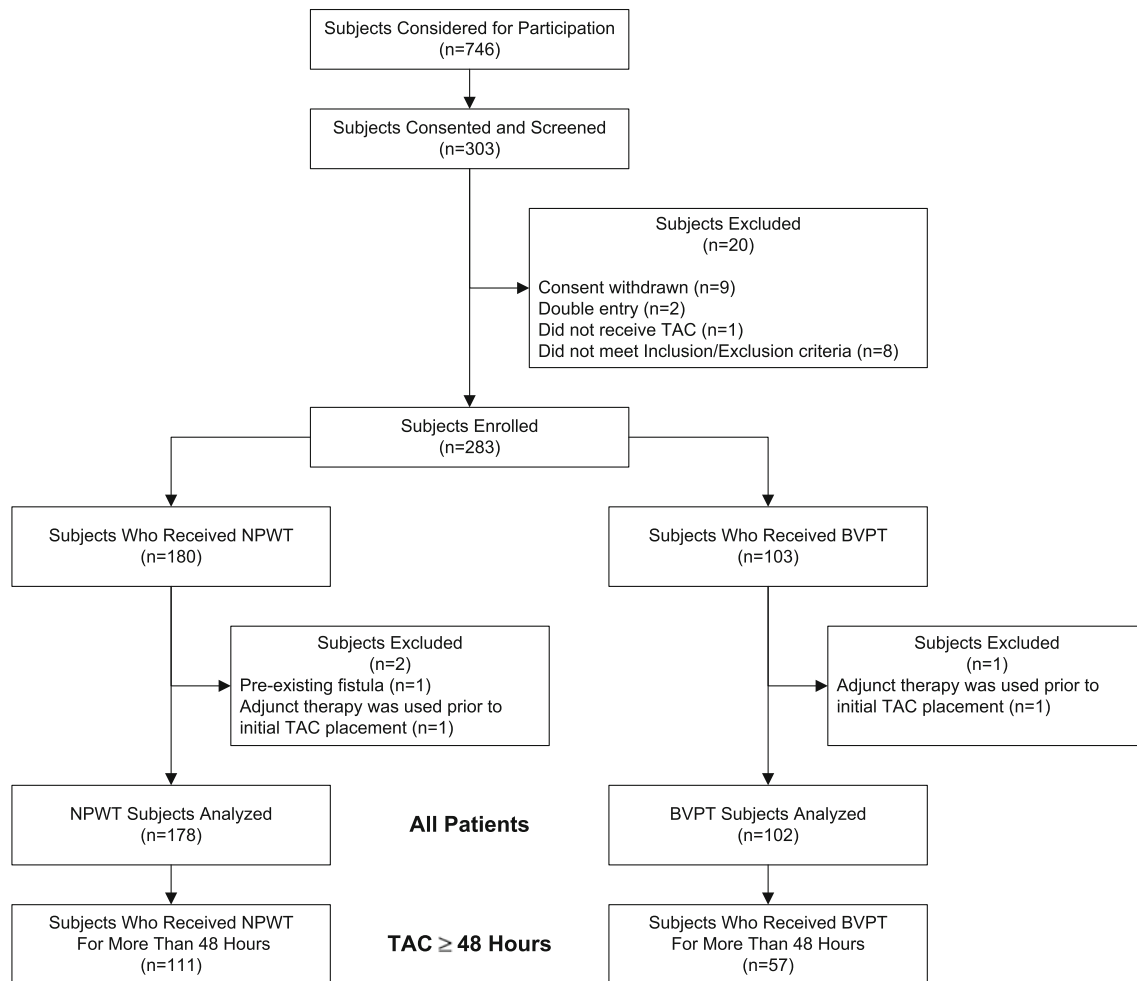 Subjects Considered for Participation
(n=746)
Subjects Consented and Screened
(n=303)
Subjects Excluded
(n=20)
Consent withdrawn (n=9)
Double entry (n=2)
Did not receive TAC (n=1)
Did not meet Inclusion/Exclusion criteria (n=8)
Subjects Enrolled
(n=283)
Subjects Who Received NPWT
(n=180)
Subjects Who Received BVPT
(n=103)
Subjects Excluded
(n=2)
Pre-existing fistula (n=1)
Adjunct therapy was used prior to
initial TAC placement (n=1)
Subjects Excluded
(n=1)
Adjunct therapy was used prior to
initial TAC placement (n=1)
NPWT Subjects Analyzed
(n=178)
All Patients
BVPT Subjects Analyzed
(n=102)
Subjects Who Received NPWT
For More Than 48 Hours
(n=111)
TAC ≥ 48 Hours
Subjects Who Received BVPT
For More Than 48 Hours
(n=57)